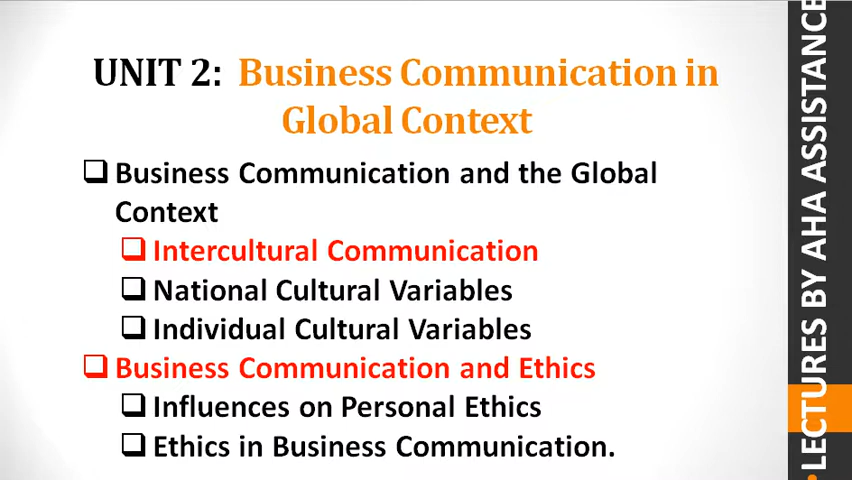 UNIT 2: Business Communication in
Global Context
Business Communication and the Global
Context
Intercultural Communication
National Cultural Variables
Individual Cultural Variables
Business Communication and Ethics
Influences on Personal Ethics
Ethics in Business Communication.
LECTURES BY AHA ASSISTANCE